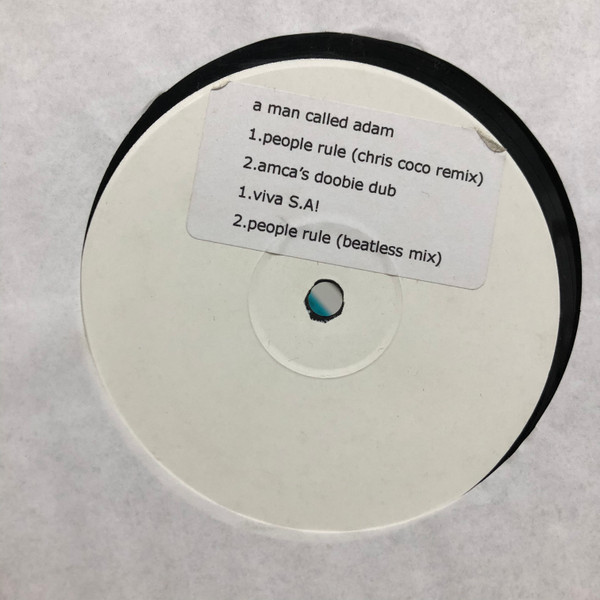 a man called adam
1.people rule (chris coco remix)
2.amca's doobie dub
1.viva S.A!
2.people rule (beatless mix)